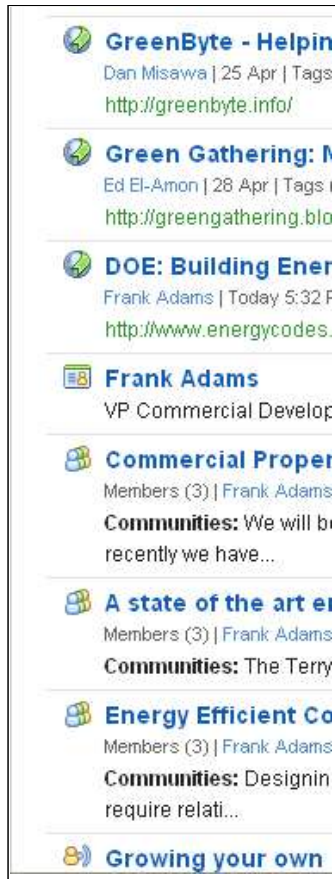 GreenByte - Helpin
Dan Misawa | 25 Apr | Tags
http://greenbyte.info/
Green Gathering: M
Ed El-Amon | 28 Apr | Tags
http://greengathering.blo
DOE: Building Ener
Frank Adams | Today 5:32 P
http://www.energycodes.
Frank Adams
VP Commercial Develop
Commercial Proper
Members (3) | Frank Adams
Communities: We will be
recently we have...
A state of the art en
Members (3) | Frank Adams
Communities: The Terry
Energy Efficient Co
Members (3) | Frank Adams
Communities: Designin
require relati...
Growing your own